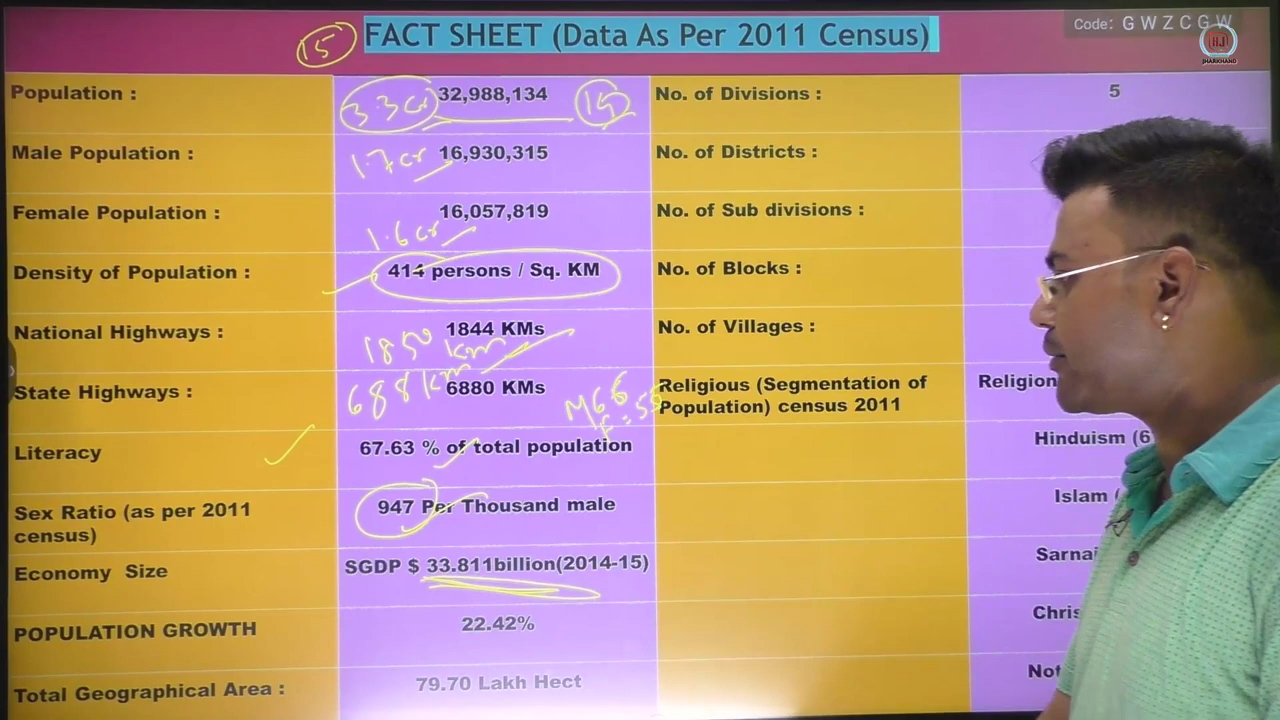 Code: G W Z C G W
JHARKHAND
15
FACT SHEET (Data As Per 2011 Census)
Population :
3.3 cr
32,988,134
No. of Divisions :
5
Male Population :
1.7 cr
16,930,315
No. of Districts :
Female Population :
16,057,819
1.6 cr
No. of Sub divisions :
Density of Population :
414 persons / Sq. KM
No. of Blocks :
National Highways :
1844 KMs
1850 km
No. of Villages :
State Highways :
688 km
6880 KMs
Religious (Segmentation of
Population) census 2011
Religion
Literacy
67.63 % of total population
Hinduism (6
Sex Ratio (as per 2011
census)
947 Per Thousand male
Islam
Economy Size
SGDP $ 33.811billion(2014-15)
Sarna
POPULATION GROWTH
22.42%
Chris
Total Geographical Area :
79.70 Lakh Hect
Not